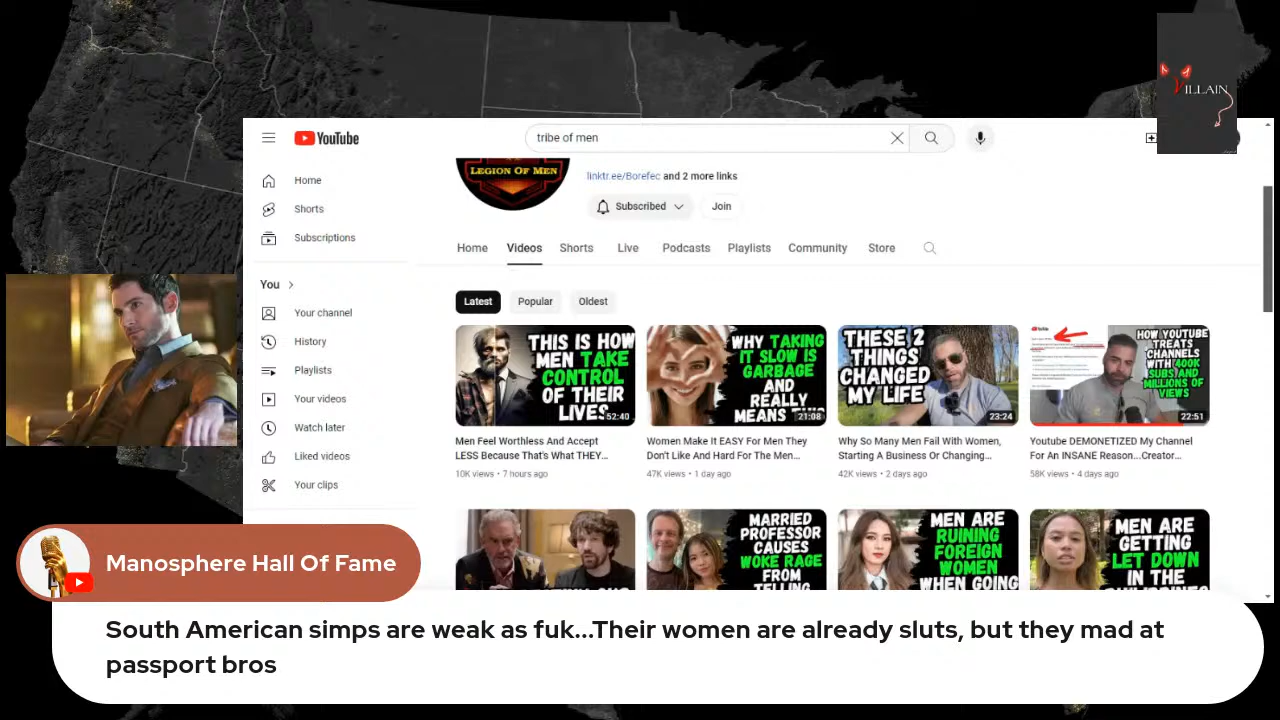 VILLAIN
YouTube
tribe of men
LEGION OF MEN
linktr.ee/Borefec and 2 more links
Subscribed
Join
Home
Shorts
Subscriptions
You
Your channel
History
Playlists
Your videos
Watch later
Liked videos
Your clips
Home Videos Shorts Live Podcasts Playlists Community Store
Latest Popular Oldest
THIS IS HOW
MEN TAKE
CONTROL
OF THEIR
LIVES
52:40
Men Feel Worthless And Accept
LESS Because That's What THEY...
10K views • 7 hours ago
WHY TAKING
IT SLOW IS
GARBAGE
AND
REALLY
MEANS
21:08
Women Make It EASY For Men They
Don't Like And Hard For The Men...
47K views • 1 day ago
THESE 2
THINGS
CHANGED
MY LIFE
23:24
Why So Many Men Fail With Women,
Starting A Business Or Changing...
42K views • 2 days ago
HOW YOUTUBE
TREATS
CHANNELS
WITH 400K
SUBS AND
MILLIONS OF
VIEWS
22:51
Youtube DEMONETIZED My Channel
For An INSANE Reason...Creator...
58K views • 4 days ago
MARRIED
PROFESSOR
CAUSES
WOKE RAGE
FROM
TELLING
MEN ARE
RUINING
FOREIGN
WOMEN
WHEN GOING
MEN ARE
GETTING
LET DOWN
IN THE
Manosphere Hall Of Fame
South American simps are weak as fuk...Their women are already sluts, but they mad at
passport bros